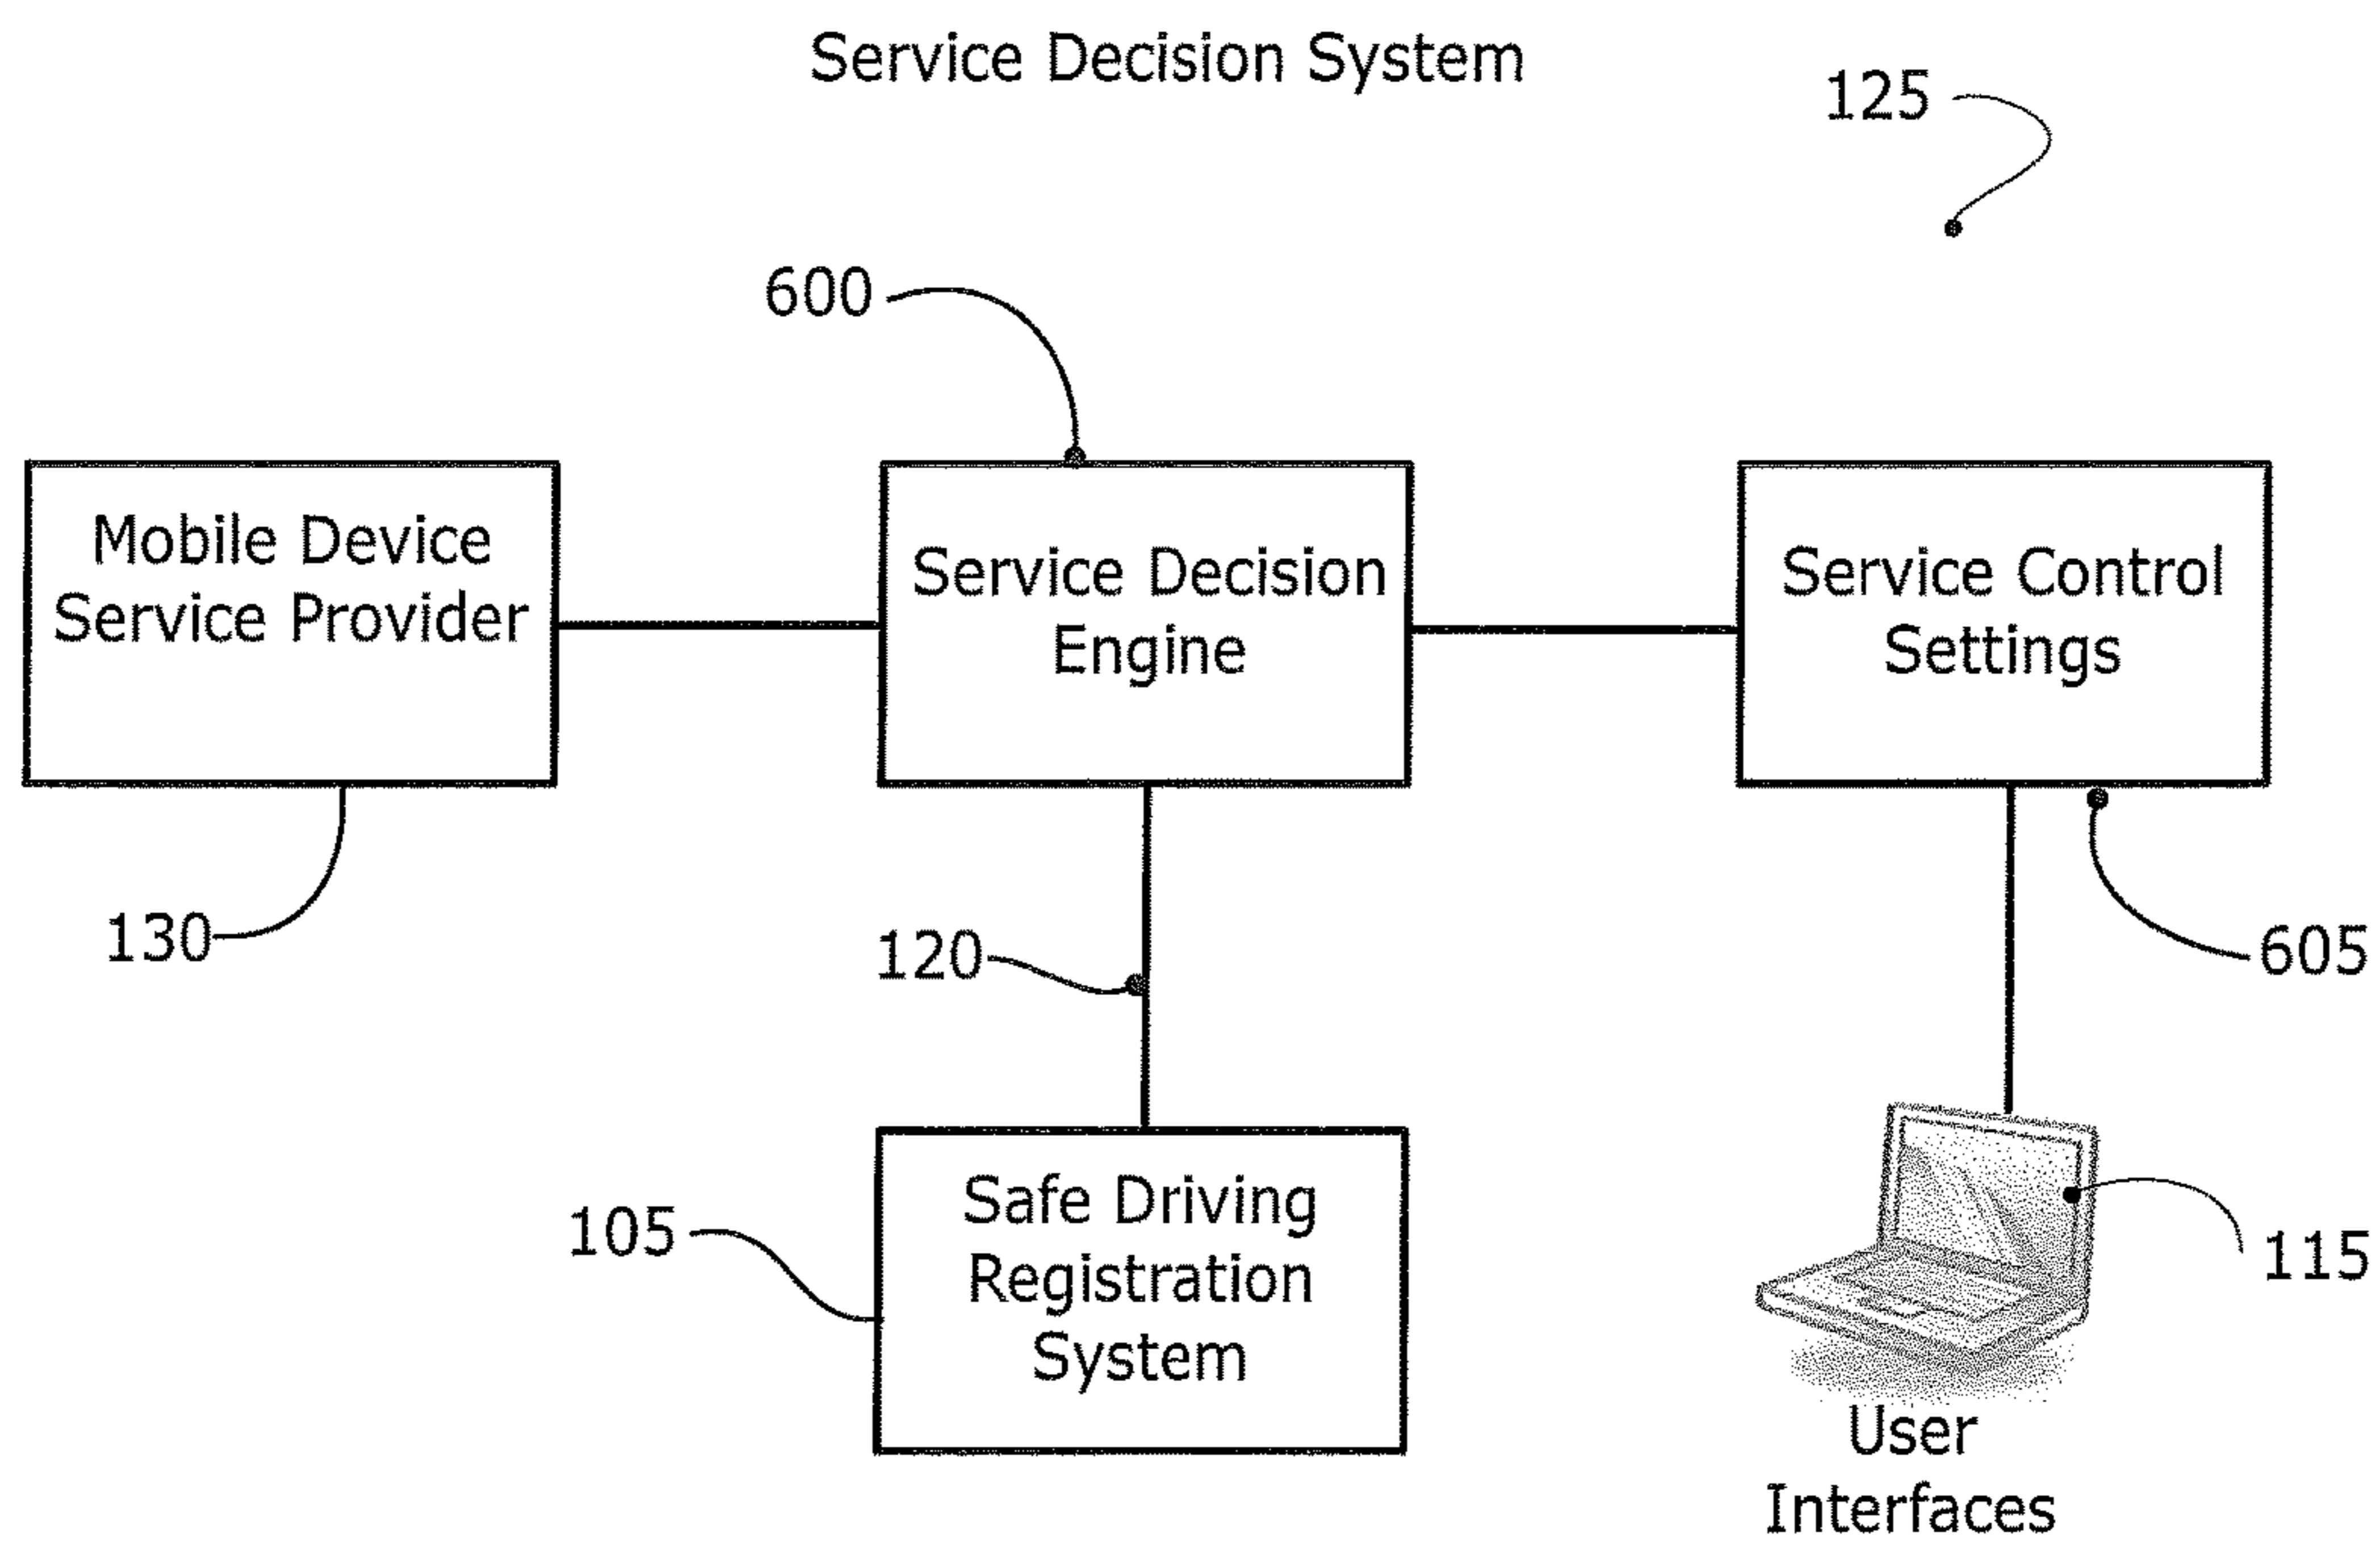 Service Decision System
125
600
Mobile Device
Service Provider
Service Decision
Engine
Service Control
Settings
130
120
605
105
Safe Driving
Registration
System
115
User
Interfaces